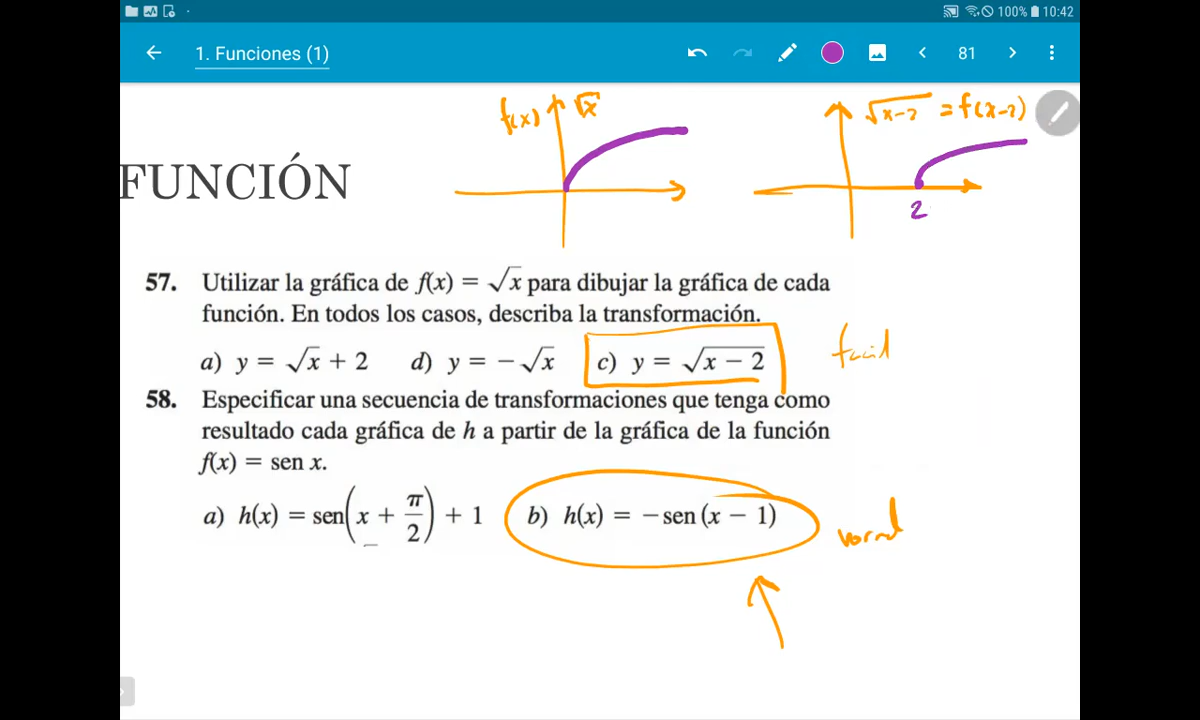 100% 10:42
1. Funciones (1)
81
f(x) √x
√x-2 = f(x-2)
FUNCIÓN
2
57. Utilizar la gráfica de f(x) = √x para dibujar la gráfica de cada
función. En todos los casos, describa la transformación.
a) y = √x + 2 d) y = −√x c) y = √x − 2
facil
58. Especificar una secuencia de transformaciones que tenga como
resultado cada gráfica de h a partir de la gráfica de la función
f(x) = sen x.
a) h(x) = sen(x + π/2) + 1 b) h(x) = −sen (x − 1)